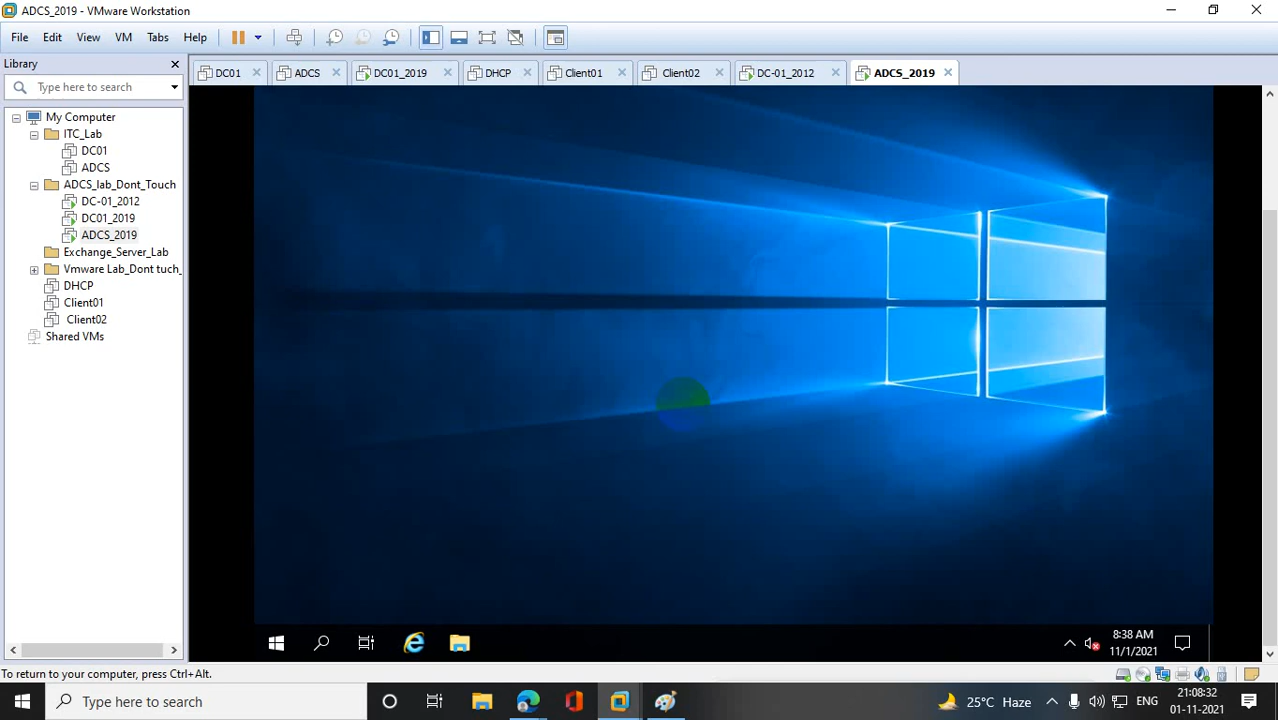 ADCS_2019 - VMware Workstation
File Edit View VM Tabs Help
Library
Type here to search
My Computer
ITC_Lab
DC01
ADCS
ADCS_lab_Dont_Touch
DC-01_2012
DC01_2019
ADCS_2019
Exchange_Server_Lab
Vmware Lab_Dont tuch_
DHCP
Client01
Client02
Shared VMs
DC01 ADCS DC01_2019 DHCP Client01 Client02 DC-01_2012 ADCS_2019
8:38 AM
11/1/2021
To return to your computer, press Ctrl+Alt.
Type here to search
25°C Haze
ENG
21:08:32
01-11-2021